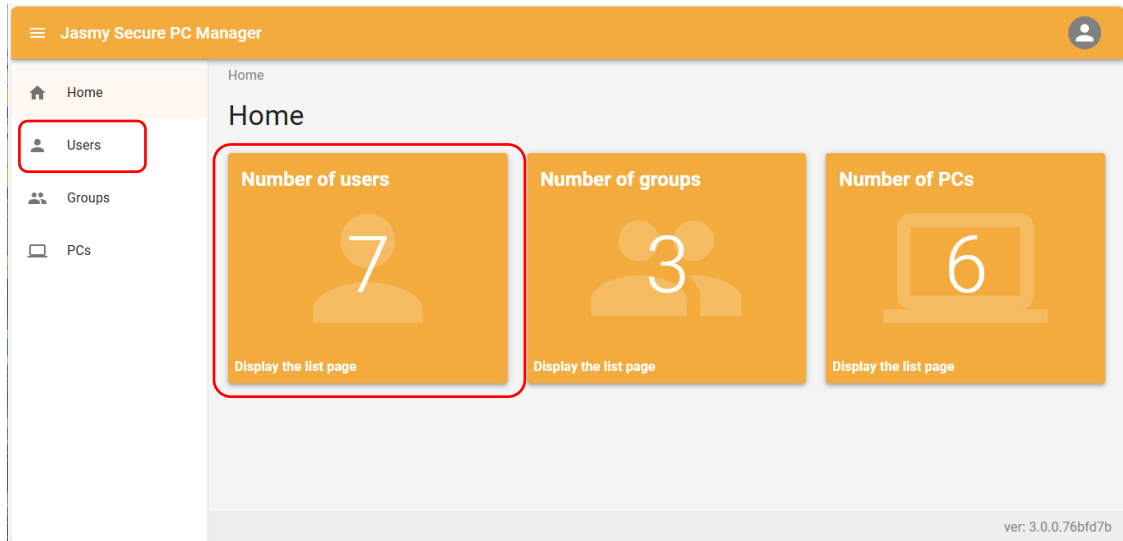 Jasmy Secure PC Manager
Home
Users
Groups
PCs
Home
Home
Number of users
7
Display the list page
Number of groups
3
Display the list page
Number of PCs
6
Display the list page
ver: 3.0.0.76bfd7b